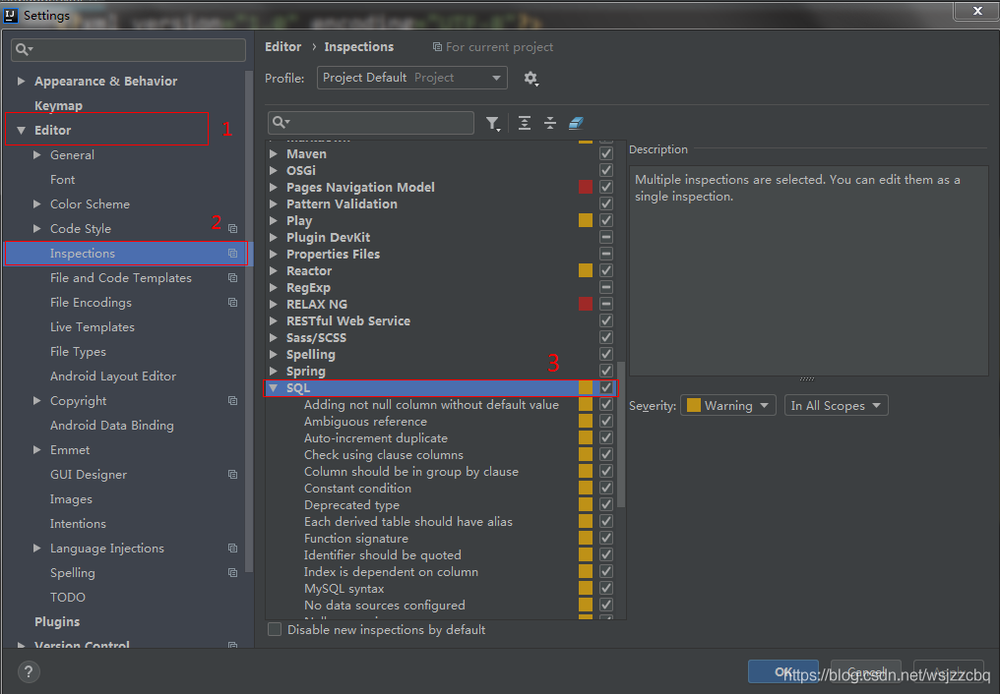 <?xml version="1.0" encoding="UTF-8"?>
Settings
Appearance & Behavior
Keymap
Editor
1
General
Font
Color Scheme
2
Code Style
Inspections
File and Code Templates
File Encodings
Live Templates
File Types
Android Layout Editor
Copyright
Android Data Binding
Emmet
GUI Designer
Images
Intentions
Language Injections
Spelling
TODO
Plugins
Version Control
Editor › Inspections For current project
Profile: Project Default Project
Markdown
Maven
OSGi
Pages Navigation Model
Pattern Validation
Play
Plugin DevKit
Properties Files
Reactor
RegExp
RELAX NG
RESTful Web Service
Sass/SCSS
Spelling
Spring
3
SQL
Adding not null column without default value
Ambiguous reference
Auto-increment duplicate
Check using clause columns
Column should be in group by clause
Constant condition
Deprecated type
Each derived table should have alias
Function signature
Identifier should be quoted
Index is dependent on column
MySQL syntax
No data sources configured
Disable new inspections by default
Description
Multiple inspections are selected. You can edit them as a
single inspection.
Severity: Warning In All Scopes
? OK Cancel
https://blog.csdn.net/wsjzzcbq